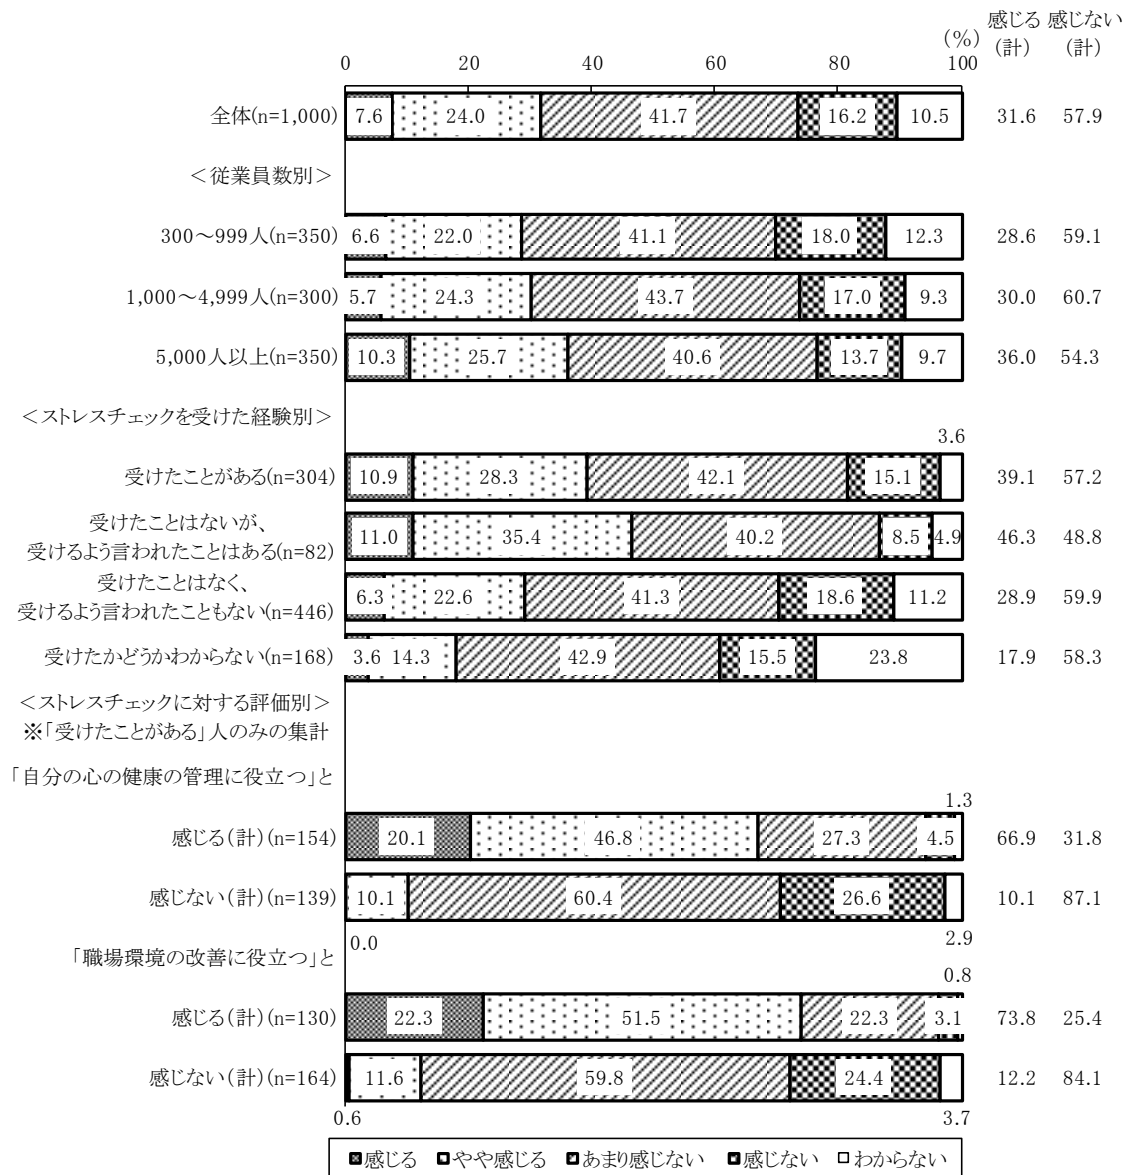 感じる 感じない
(%) (計) (計)
0 20 40 60 80 100
全体(n=1,000) 7.6 24.0 41.7 16.2 10.5 31.6 57.9
＜従業員数別＞
300～999人(n=350) 6.6 22.0 41.1 18.0 12.3 28.6 59.1
1,000～4,999人(n=300) 5.7 24.3 43.7 17.0 9.3 30.0 60.7
5,000人以上(n=350) 10.3 25.7 40.6 13.7 9.7 36.0 54.3
＜ストレスチェックを受けた経験別＞
3.6
受けたことがある(n=304) 10.9 28.3 42.1 15.1 39.1 57.2
受けたことはないが、
受けるよう言われたことはある(n=82) 11.0 35.4 40.2 8.5 4.9 46.3 48.8
受けたことはなく、
受けるよう言われたこともない(n=446) 6.3 22.6 41.3 18.6 11.2 28.9 59.9
受けたかどうかわからない(n=168) 3.6 14.3 42.9 15.5 23.8 17.9 58.3
＜ストレスチェックに対する評価別＞
※「受けたことがある」人のみの集計
「自分の心の健康の管理に役立つ」と
1.3
感じる(計)(n=154) 20.1 46.8 27.3 4.5 66.9 31.8
感じない(計)(n=139) 10.1 60.4 26.6 10.1 87.1
0.0 2.9
「職場環境の改善に役立つ」と
0.8
感じる(計)(n=130) 22.3 51.5 22.3 3.1 73.8 25.4
感じない(計)(n=164) 11.6 59.8 24.4 12.2 84.1
0.6 3.7
感じる やや感じる あまり感じない 感じない わからない